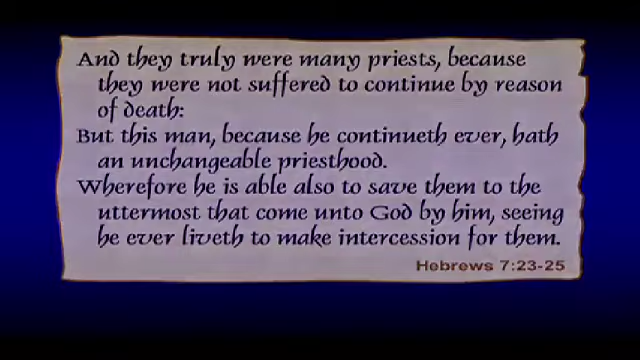 And they truly were many priests, because
they were not suffered to continue by reason
of death:
But this man, because he continueth ever, hath
an unchangeable priesthood.
Wherefore he is able also to save them to the
uttermost that come unto God by him, seeing
he ever liveth to make intercession for them.
Hebrews 7:23-25